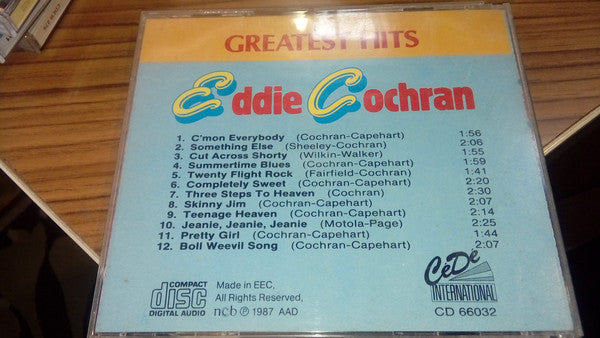 GREATEST HITS
Eddie Cochran
1. C'mon Everybody (Cochran-Capehart) 1:56
2. Something Else (Sheeley-Cochran) 2:06
3. Cut Across Shorty (Wilkin-Walker) 1:55
4. Summertime Blues (Cochran-Capehart) 1:59
5. Twenty Flight Rock (Fairfield-Cochran) 1:41
6. Completely Sweet (Cochran-Capehart) 2:20
7. Three Steps To Heaven (Cochran) 2:30
8. Skinny Jim (Cochran-Capehart) 2:07
9. Teenage Heaven (Cochran-Capehart) 2:14
10. Jeanie, Jeanie, Jeanie (Motola-Page) 2:25
11. Pretty Girl (Cochran-Capehart) 1:44
12. Boll Weevil Song (Cochran-Capehart) 2:07
COMPACT
disc
DIGITAL AUDIO
Made in EEC,
All Rights Reserved,
ncb ℗ 1987 AAD
CéDé
INTERNATIONAL
CD 66032